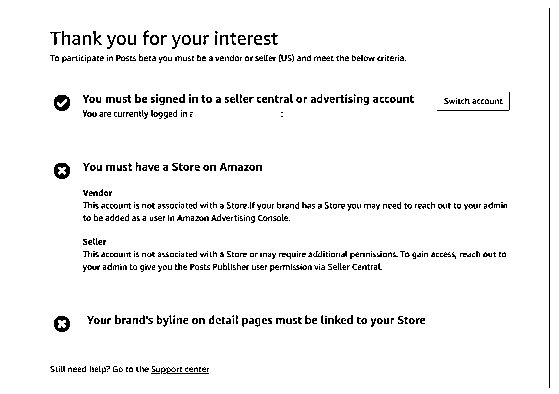 Thank you for your interest
To participate in Posts beta you must be a vendor or seller (US) and meet the below criteria.
You must be signed in to a seller central or advertising account
Switch account
You are currently logged in a :
You must have a Store on Amazon
Vendor
This account is not associated with a Store.If your brand has a Store you may need to reach out to your admin
to be added as a user in Amazon Advertising Console.
Seller
This account is not associated with a Store or may require additional permissions. To gain access, reach out to
your admin to give you the Posts Publisher user permission via Seller Central.
Your brand's byline on detail pages must be linked to your Store
Still need help? Go to the Support center